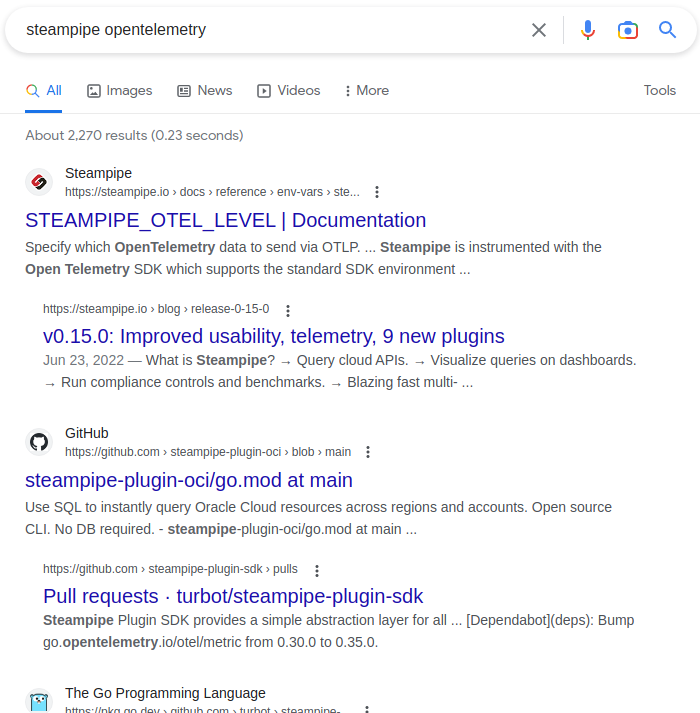 steampipe opentelemetry
All Images News Videos More Tools
About 2,270 results (0.23 seconds)
Steampipe
https://steampipe.io › docs › reference › env-vars › ste...
STEAMPIPE_OTEL_LEVEL | Documentation
Specify which OpenTelemetry data to send via OTLP. ... Steampipe is instrumented with the
Open Telemetry SDK which supports the standard SDK environment ...
https://steampipe.io › blog › release-0-15-0
v0.15.0: Improved usability, telemetry, 9 new plugins
Jun 23, 2022 — What is Steampipe? → Query cloud APIs. → Visualize queries on dashboards.
→ Run compliance controls and benchmarks. → Blazing fast multi- ...
GitHub
https://github.com › steampipe-plugin-oci › blob › main
steampipe-plugin-oci/go.mod at main
Use SQL to instantly query Oracle Cloud resources across regions and accounts. Open source
CLI. No DB required. - steampipe-plugin-oci/go.mod at main ...
https://github.com › steampipe-plugin-sdk › pulls
Pull requests · turbot/steampipe-plugin-sdk
Steampipe Plugin SDK provides a simple abstraction layer for all ... [Dependabot](deps): Bump
go.opentelemetry.io/otel/metric from 0.30.0 to 0.35.0.
The Go Programming Language
https://pkg.go.dev › github.com › turbot › steampipe-...